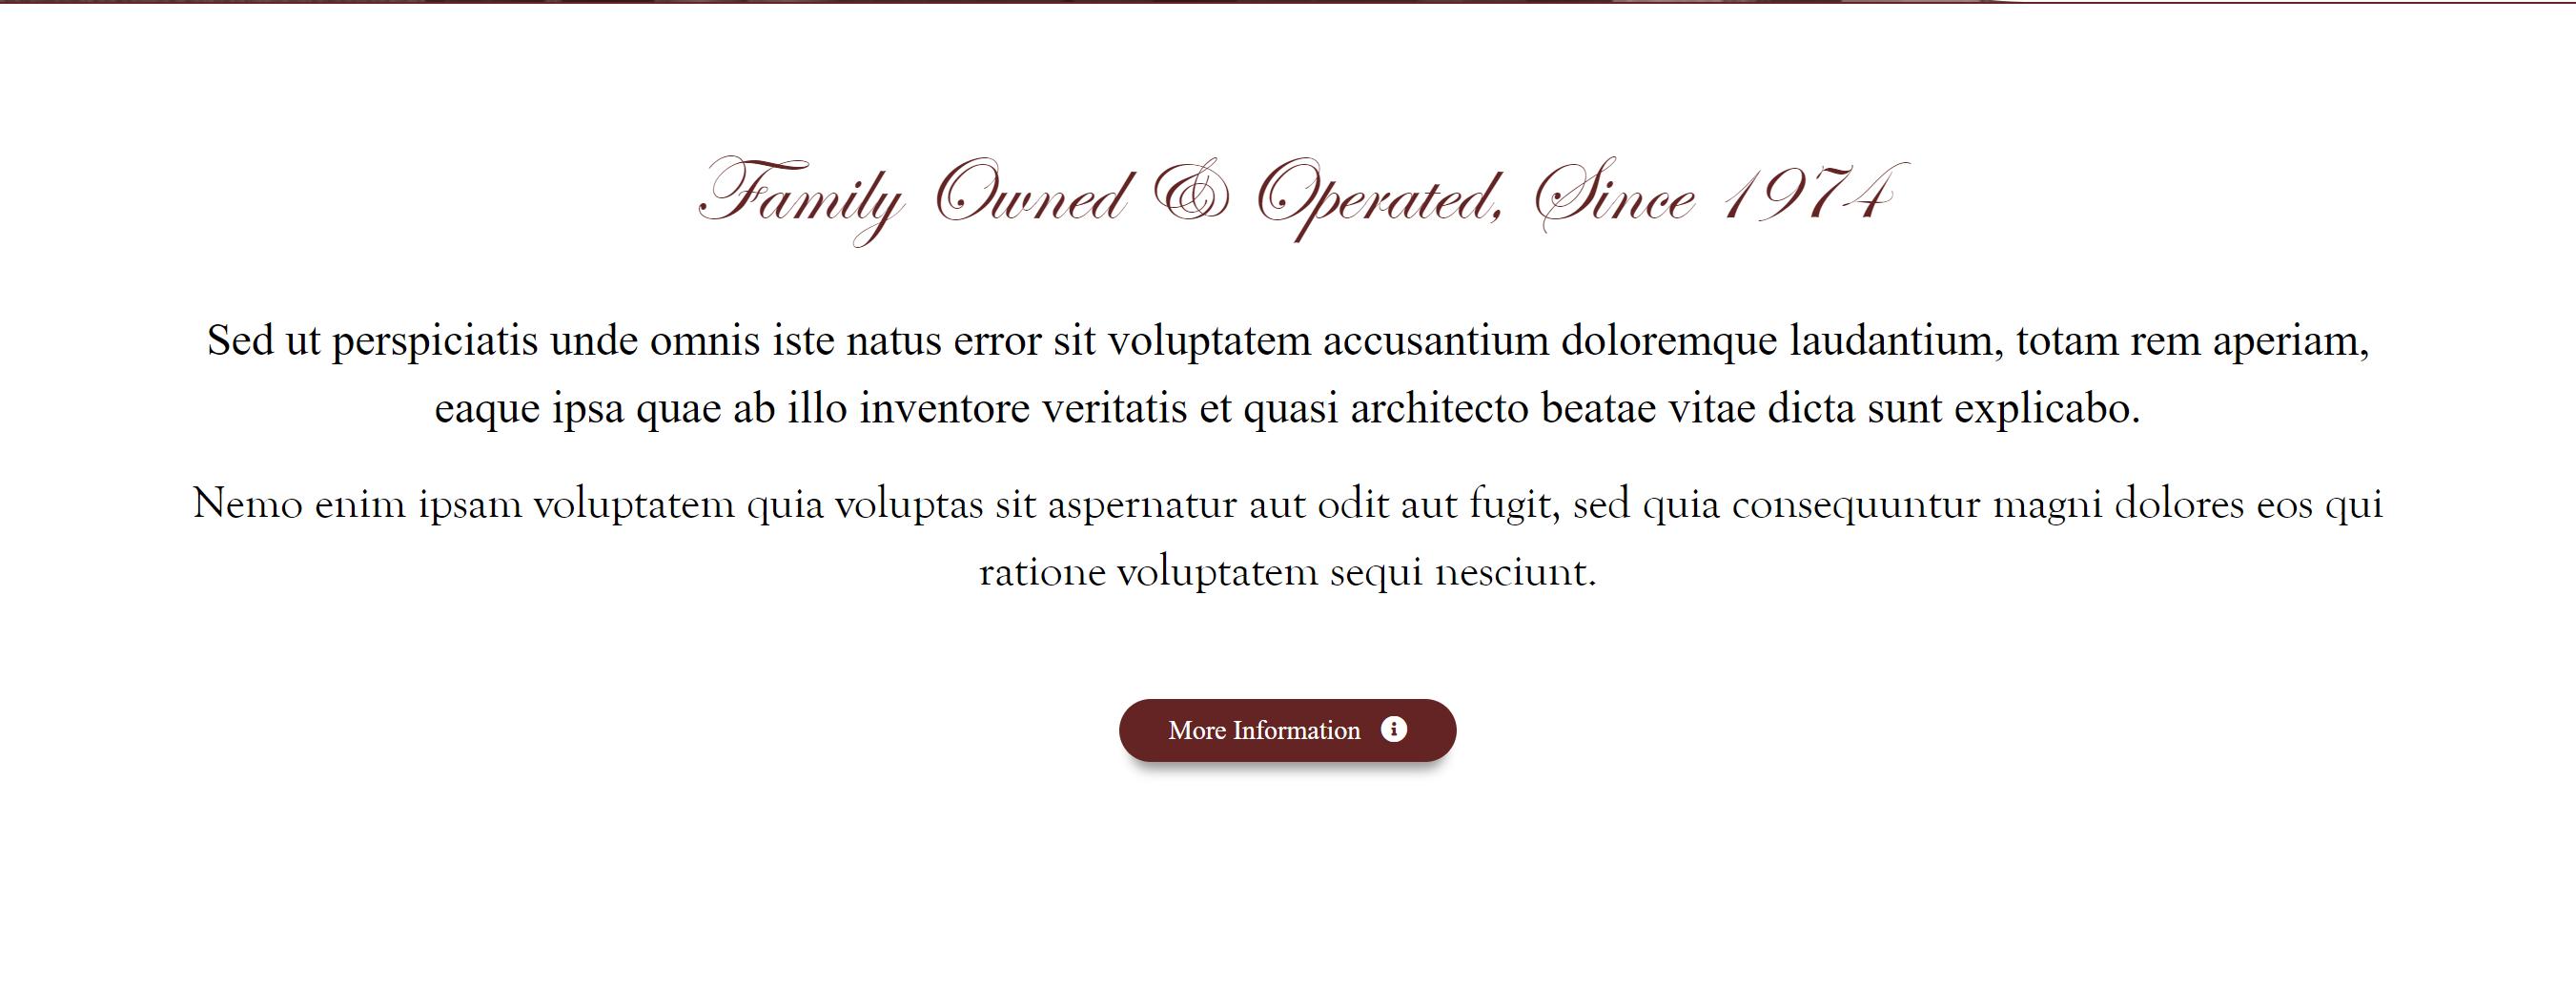 Family Owned & Operated, Since 1974
Sed ut perspiciatis unde omnis iste natus error sit voluptatem accusantium doloremque laudantium, totam rem aperiam,
eaque ipsa quae ab illo inventore veritatis et quasi architecto beatae vitae dicta sunt explicabo.
Nemo enim ipsam voluptatem quia voluptas sit aspernatur aut odit aut fugit, sed quia consequuntur magni dolores eos qui
ratione voluptatem sequi nesciunt.
More Information